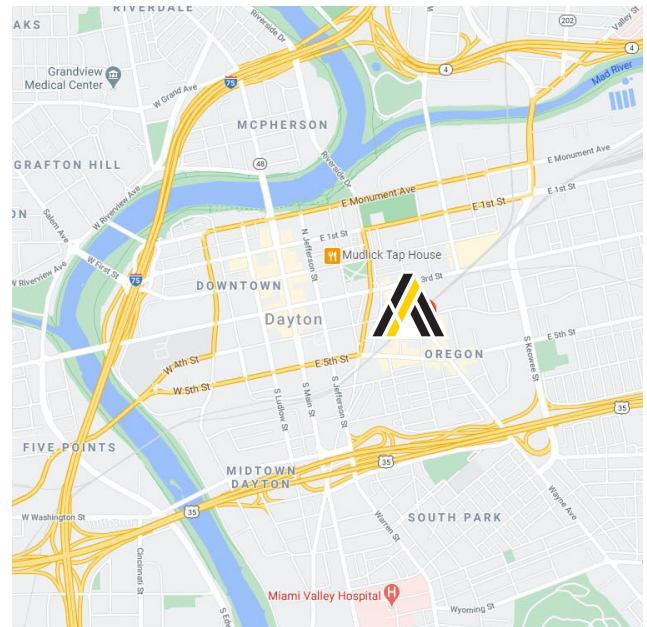 RIVERDALE
AKS
Riverside Dr
202
Valley St
4
4
Grandview
Medical Center
75
Mad River
W Grand Ave
MCPHERSON
GRAFTON HILL
48
Riverside Dr
E Monument Ave
E Monument Ave
E 1st St
ON
Salem Ave
W Riverview Ave
E 1st St
N Jefferson St
E 1st St
Mudlick Tap House
W First St
W Riverview Ave
75
3rd St
DOWNTOWN
Dayton
OREGON
E 5th St
S Keowee St
E 5th St
W 4th St
W 5th St
S Ludlow St
S Main St
S Jefferson St
35
FIVE POINTS
35
MIDTOWN
DAYTON
Wayne Ave
35
W Washington St
SOUTH PARK
Warren St
Cincinnati St
Miami Valley Hospital
H
Wyoming St
S Edw